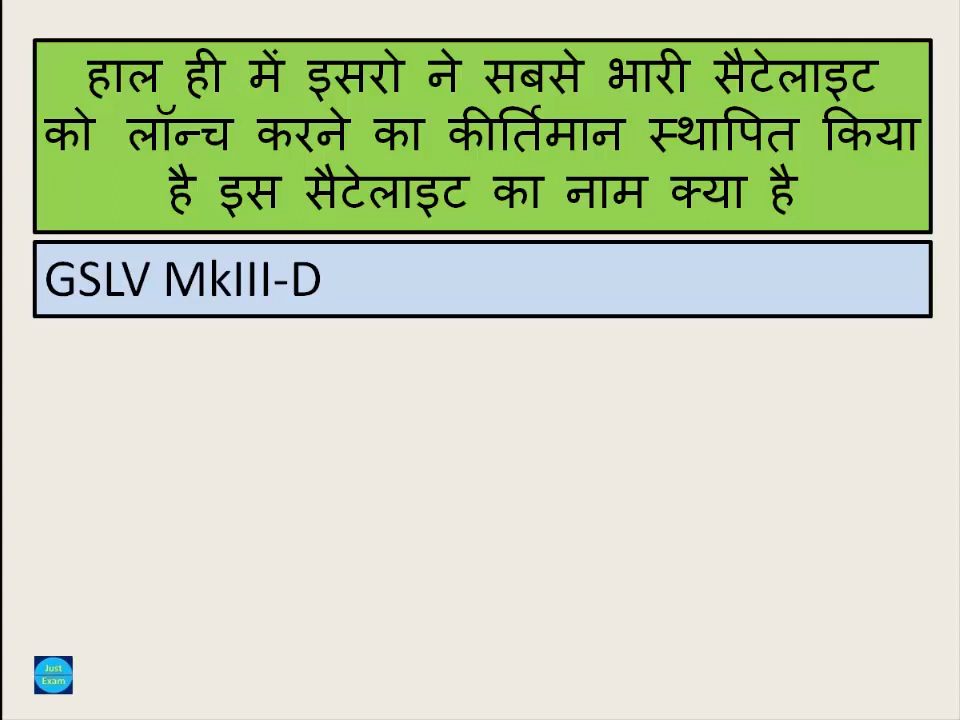 हाल ही में इसरो ने सबसे भारी सैटेलाइट
को लॉन्च करने का कीर्तिमान स्थापित किया
है इस सैटेलाइट का नाम क्या है
GSLV MkIII-D
Just
Exam